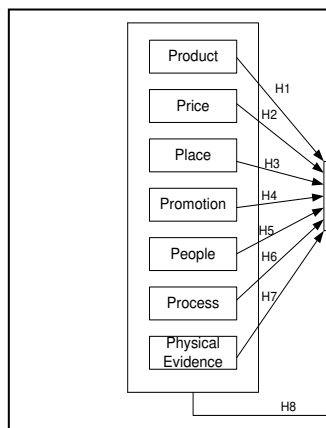 Product
H1
Price
H2
Place
H3
Promotion
H4
People
H5
Process
H6
H7
Physical
Evidence
H8